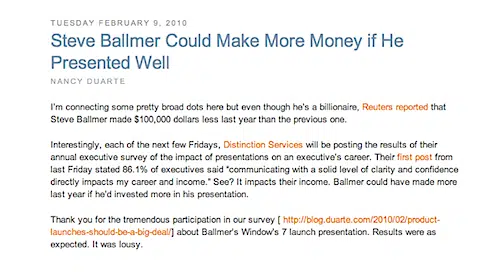 TUESDAY FEBRUARY 9, 2010
Steve Ballmer Could Make More Money if He
Presented Well
NANCY DUARTE
I'm connecting some pretty broad dots here but even though he's a billionaire, Reuters reported that
Steve Ballmer made $100,000 dollars less last year than the previous one.
Interestingly, each of the next few Fridays, Distinction Services will be posting the results of their
annual executive survey of the impact of presentations on an executive's career. Their first post from
last Friday stated 86.1% of executives said "communicating with a solid level of clarity and confidence
directly impacts my career and income." See? It impacts their income. Ballmer could have made more
last year if he'd invested more in his presentation.
Thank you for the tremendous participation in our survey [ http://blog.duarte.com/2010/02/product-
launches-should-be-a-big-deal/] about Ballmer's Window's 7 launch presentation. Results were as
expected. It was lousy.